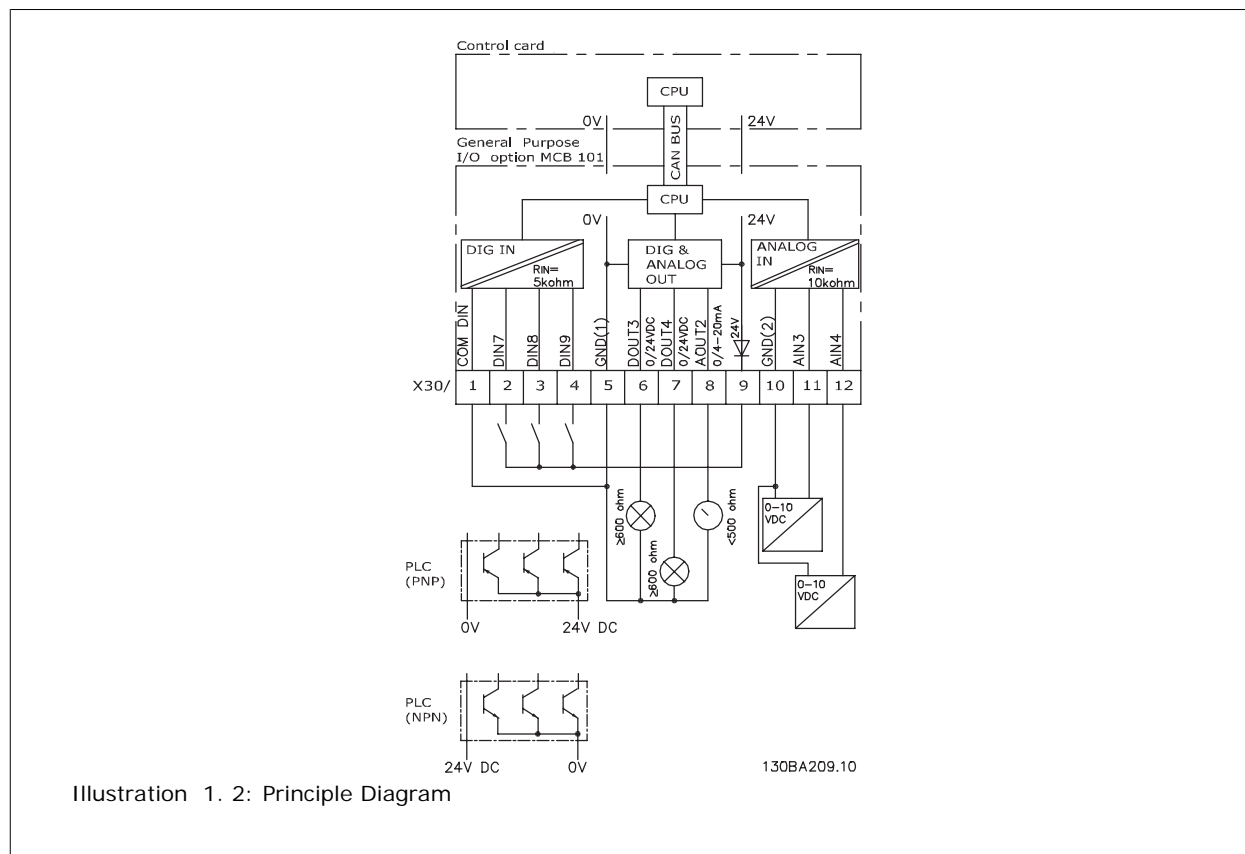 Control card
CPU
0V
24V
CAN BUS
General Purpose
I/O option MCB 101
CPU
0V
24V
DIG IN
RIN=
5kohm
DIG &
ANALOG
OUT
ANALOG
IN
RIN=
10kohm
COM DIN
DIN7
DIN8
DIN9
GND(1)
DOUT3
0/24VDC
DOUT4
0/24VDC
AOUT2
0/4-20mA
24V
GND(2)
AIN3
AIN4
X30/ 1 2 3 4 5 6 7 8 9 10 11 12
≥600 ohm
≥600 ohm
<500 ohm
0-10
VDC
0-10
VDC
PLC
(PNP)
0V 24V DC
PLC
(NPN)
24V DC 0V
130BA209.10
Illustration 1. 2: Principle Diagram